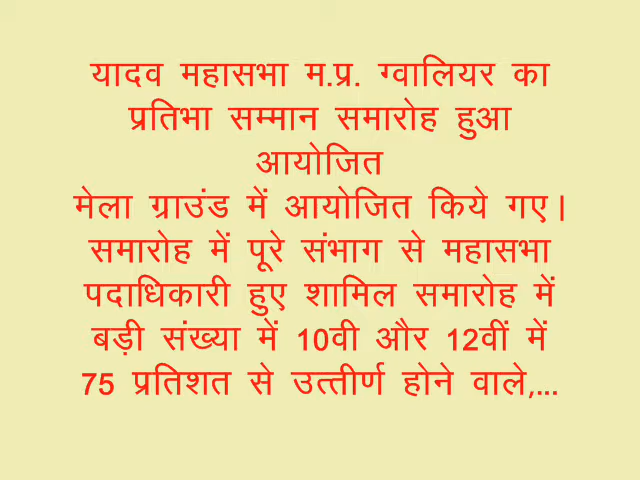 यादव महासभा म.प्र. ग्वालियर का
प्रतिभा सम्मान समारोह हुआ
आयोजित
मेला ग्राउंड में आयोजित किये गए।
समारोह में पूरे संभाग से महासभा
पदाधिकारी हुए शामिल समारोह में
बड़ी संख्या में 10वी और 12वीं में
75 प्रतिशत से उत्तीर्ण होने वाले,...